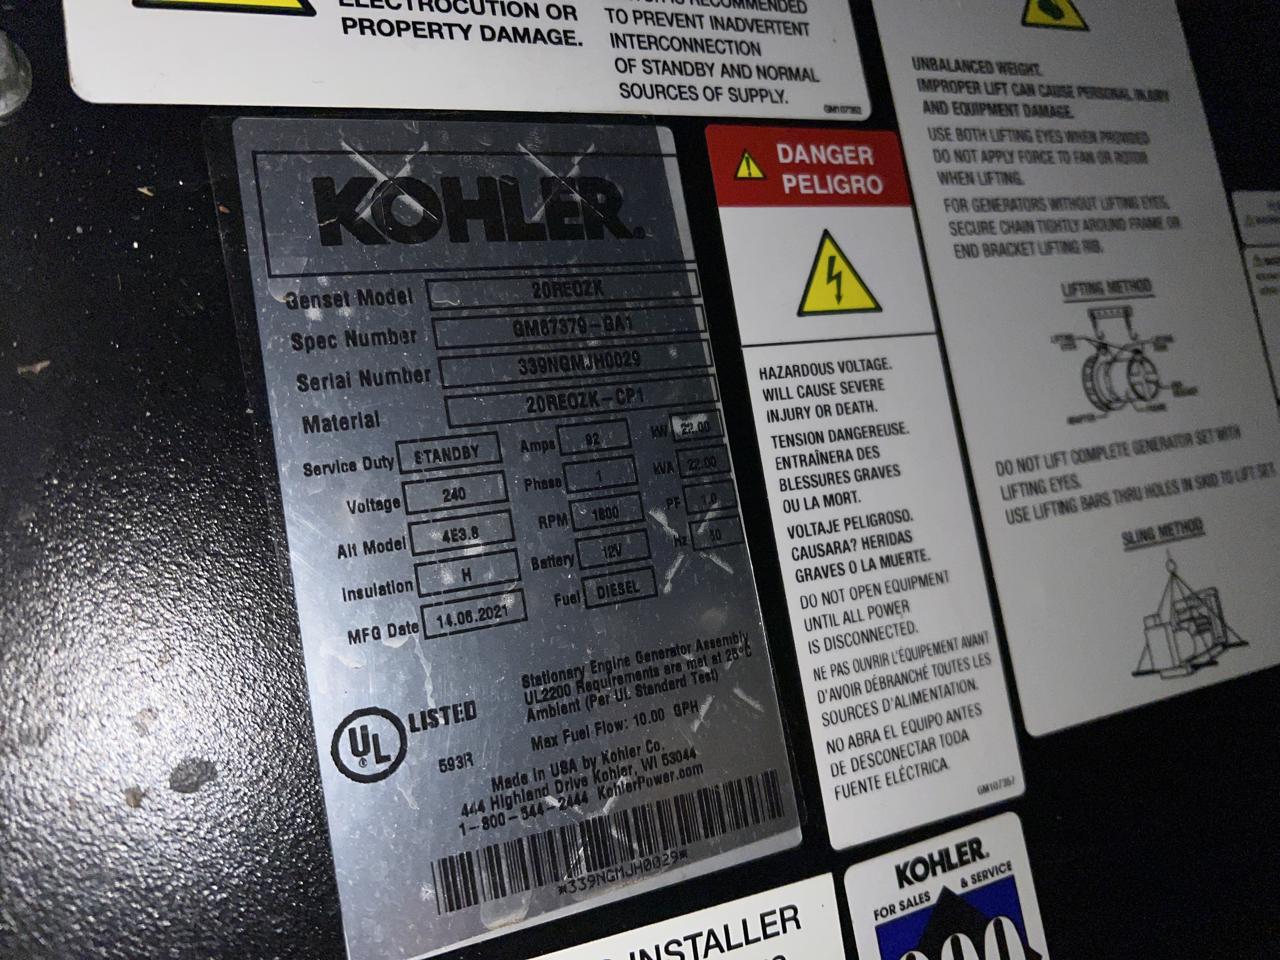 ELECTROCUTION OR
PROPERTY DAMAGE.
IS RECOMMENDED
TO PREVENT INADVERTENT
INTERCONNECTION
OF STANDBY AND NORMAL
SOURCES OF SUPPLY.
KOHLER.
Genset Model 20REOZK
Spec Number GM87379-GA1
Serial Number 339NGMJH0029
Material 20REOZK-CP1
Service Duty STANDBY Amps 92 kW 22.00
Voltage 240 Phase 1 kVA 22.00
Alt Model 4E3.8 RPM 1800 PF 1.0
Insulation H Battery 12V Hz 60
MFG Date 14.06.2021 Fuel DIESEL
UL LISTED
593R
Stationary Engine Generator Assembly
UL2200 Requirements are met at 25°C
Ambient (Per UL Standard Test)
Max Fuel Flow: 10.00 GPH
Made In USA by Kohler Co.
444 Highland Drive Kohler, WI 53044
1-800-544-2444 KohlerPower.com
*339NGMJH0029*
DANGER
PELIGRO
HAZARDOUS VOLTAGE.
WILL CAUSE SEVERE
INJURY OR DEATH.
TENSION DANGEREUSE.
ENTRAÎNERA DES
BLESSURES GRAVES
OU LA MORT.
VOLTAJE PELIGROSO.
CAUSARA? HERIDAS
GRAVES O LA MUERTE.
DO NOT OPEN EQUIPMENT
UNTIL ALL POWER
IS DISCONNECTED.
NE PAS OUVRIR L'ÉQUIPEMENT AVANT
D'AVOIR DÉBRANCHÉ TOUTES LES
SOURCES D'ALIMENTATION.
NO ABRA EL EQUIPO ANTES
DE DESCONECTAR TODA
FUENTE ELÉCTRICA.
UNBALANCED WEIGHT.
IMPROPER LIFT CAN CAUSE PERSONAL INJURY
AND EQUIPMENT DAMAGE.
USE BOTH LIFTING EYES WHEN PROVIDED
DO NOT APPLY FORCE TO FAN OR ROTOR
WHEN LIFTING.
FOR GENERATORS WITHOUT LIFTING EYES,
SECURE CHAIN TIGHTLY AROUND FRAME OR
END BRACKET LIFTING RIB.
LIFTING METHOD
DO NOT LIFT COMPLETE GENERATOR SET WITH
LIFTING EYES.
USE LIFTING BARS THRU HOLES IN SKID TO LIFT SET.
SLING METHOD
INSTALLER
KOHLER.
FOR SALES & SERVICE